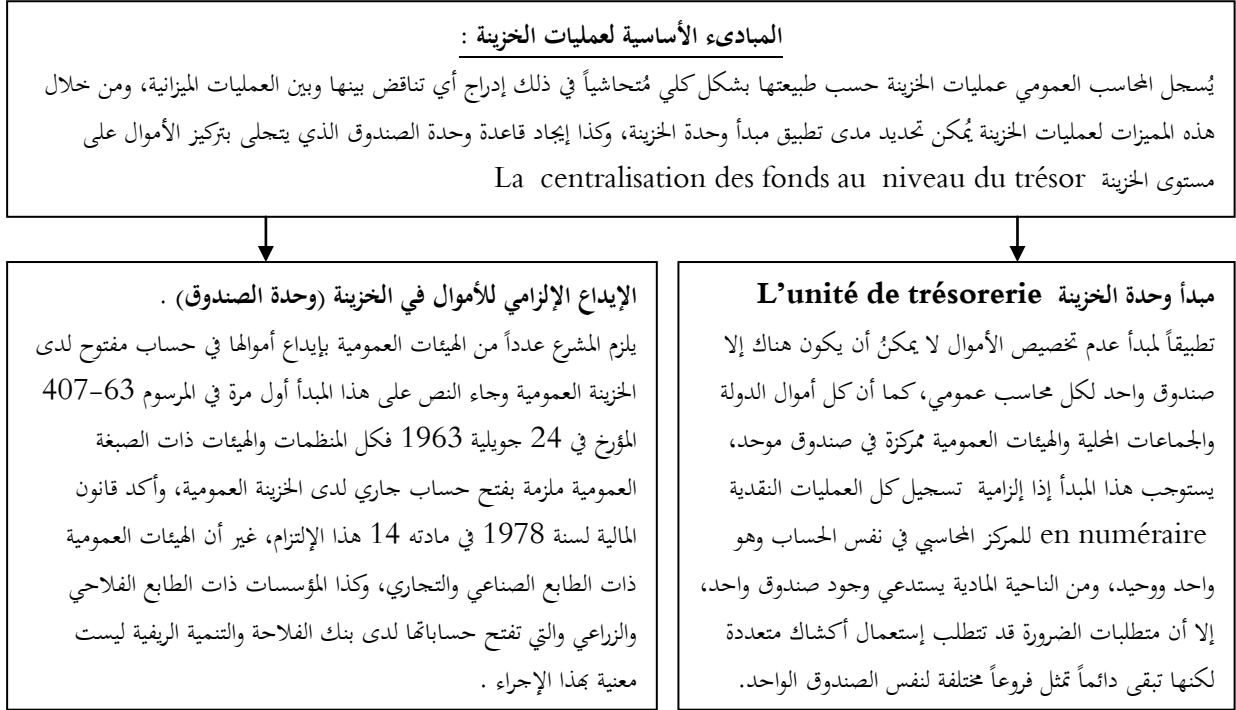 المبادىء الأساسية لعمليات الخزينة :
يُسجل المحاسب العمومي عمليات الخزينة حسب طبيعتها بشكل كلي مُتحاشياً في ذلك إدراج أي تناقض بينها وبين العمليات الميزانية، ومن خلال
هذه المميزات لعمليات الخزينة يُمكن تحديد مدى تطبيق مبدأ وحدة الخزينة، وكذا إيجاد قاعدة وحدة الصندوق الذي يتجلى بتركيز الأموال على
مستوى الخزينة La centralisation des fonds au niveau du trésor
مبدأ وحدة الخزينة L’unité de trésorerie
تطبيقاً لمبدأ عدم تخصيص الأموال لا يمكنُ أن يكون هناك إلا
صندوق واحد لكل محاسب عمومي، كما أن كل أموال الدولة
والجماعات المحلية والهيئات العمومية ممركزة في صندوق موحد،
يستوجب هذا المبدأ إذا إلزامية تسجيل كل العمليات النقدية
en numéraire للمركز المحاسبي في نفس الحساب وهو
واحد ووحيد، ومن الناحية المادية يستدعي وجود صندوق واحد،
إلا أن متطلبات الضرورة قد تتطلب إستعمال أكشاك متعددة
لكنها تبقى دائماً تمثل فروعاً مختلفة لنفس الصندوق الواحد.
الإيداع الإلزامي للأموال في الخزينة (وحدة الصندوق) .
يلزم المشرع عدداً من الهيئات العمومية بإيداع أموالها في حساب مفتوح لدى
الخزينة العمومية وجاء النص على هذا المبدأ أول مرة في المرسوم 63-407
المؤرخ في 24 جويلية 1963 فكل المنظمات والهيئات ذات الصبغة
العمومية ملزمة بفتح حساب جاري لدى الخزينة العمومية، وأكد قانون
المالية لسنة 1978 في مادته 14 هذا الإلتزام، غير أن الهيئات العمومية
ذات الطابع الصناعي والتجاري، وكذا المؤسسات ذات الطابع الفلاحي
والزراعي والتي تفتح حساباتها لدى بنك الفلاحة والتنمية الريفية ليست
معنية بهذا الإجراء .